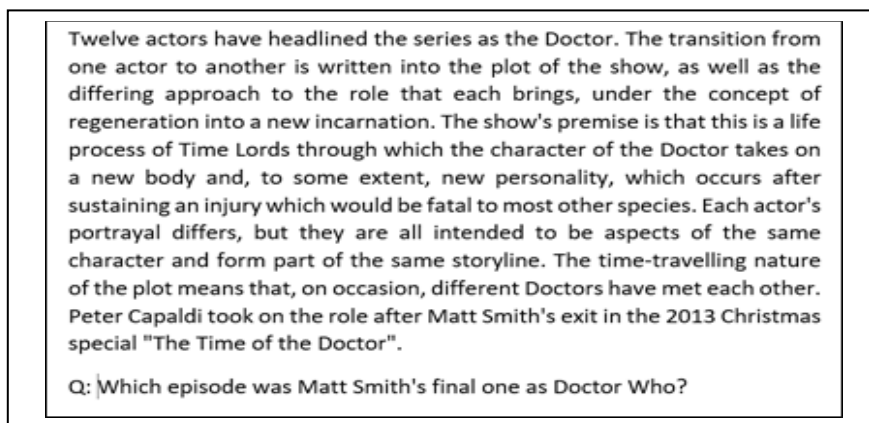 Twelve actors have headlined the series as the Doctor. The transition from
one actor to another is written into the plot of the show, as well as the
differing approach to the role that each brings, under the concept of
regeneration into a new incarnation. The show's premise is that this is a life
process of Time Lords through which the character of the Doctor takes on
a new body and, to some extent, new personality, which occurs after
sustaining an injury which would be fatal to most other species. Each actor's
portrayal differs, but they are all intended to be aspects of the same
character and form part of the same storyline. The time-travelling nature
of the plot means that, on occasion, different Doctors have met each other.
Peter Capaldi took on the role after Matt Smith's exit in the 2013 Christmas
special "The Time of the Doctor".
Q: Which episode was Matt Smith's final one as Doctor Who?